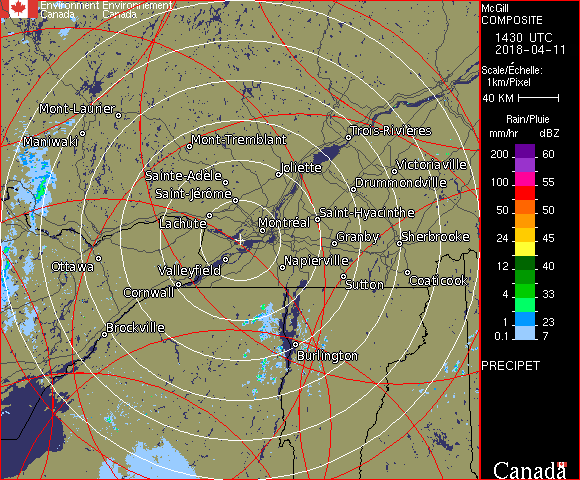 Environment Environnement
Canada Canada
McGill
COMPOSITE
1430 UTC
2018-04-11
Scale/Échelle:
1km/Pixel
40 KM
Rain/Pluie
mm/hr dBZ
200 60
100 55
75 53
50 50
24 45
12 40
4 33
1 23
0.1 7
PRECIPET
Mont-Laurier
Maniwaki
Mont-Tremblant
Trois-Rivières
Sainte-Adèle
Joliette
Victoriaville
Saint-Jérôme
Drummondville
Lachute
Montréal
Saint-Hyacinthe
Granby
Sherbrooke
Ottawa
Valleyfield
Napierville
Cornwall
Sutton
Coaticook
Brockville
Burlington
Canada